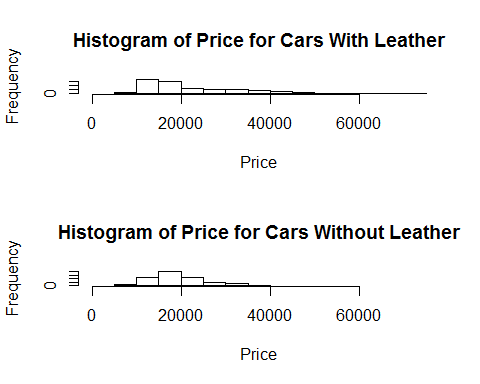 Histogram of Price for Cars With Leather
Frequency
0
0 20000 40000 60000
Price
Histogram of Price for Cars Without Leather
Frequency
0
0 20000 40000 60000
Price